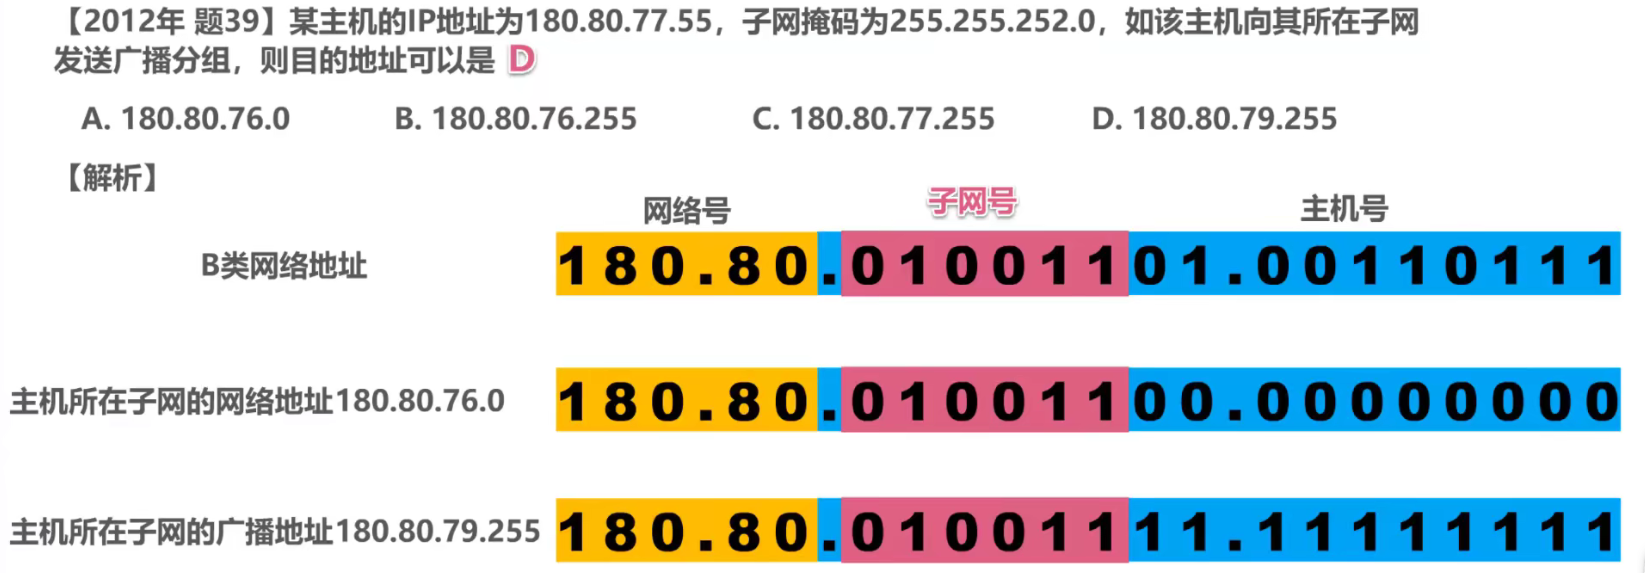 【2012年 题39】某主机的IP地址为180.80.77.55，子网掩码为255.255.252.0，如该主机向其所在子网
发送广播分组，则目的地址可以是 D
A. 180.80.76.0 B. 180.80.76.255 C. 180.80.77.255 D. 180.80.79.255
【解析】
网络号 子网号 主机号
B类网络地址 180.80.01001101.00110111
主机所在子网的网络地址180.80.76.0 180.80.01001100.00000000
主机所在子网的广播地址180.80.79.255 180.80.01001111.11111111